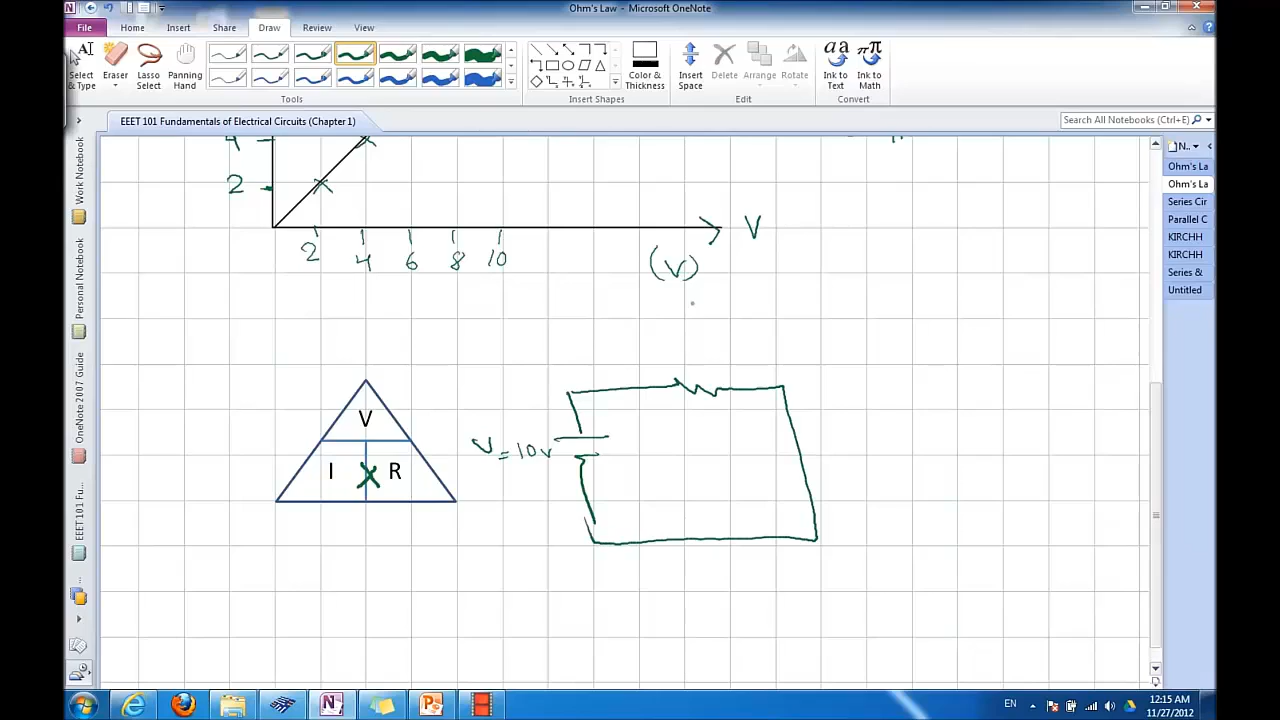 Ohm's Law - Microsoft OneNote
File Home Insert Share Draw Review View
Select & Type
Eraser
Lasso Select
Panning Hand
Color & Thickness
Insert Space
Delete
Arrange
Rotate
Ink to Text
Ink to Math
Tools
Insert Shapes
Edit
Convert
EEET 101 Fundamentals of Electrical Circuits (Chapter 1)
Search All Notebooks (Ctrl+E)
N..
Ohm's La
Ohm's La
Series Cir
Parallel C
KIRCHH
KIRCHH
Series &
Untitled
Work Notebook
Personal Notebook
OneNote 2007 Guide
EEET 101 Fu...
4
2
2 4 6 8 10
V
(V)
V
I X R
V = 10v
EN
12:15 AM
11/27/2012